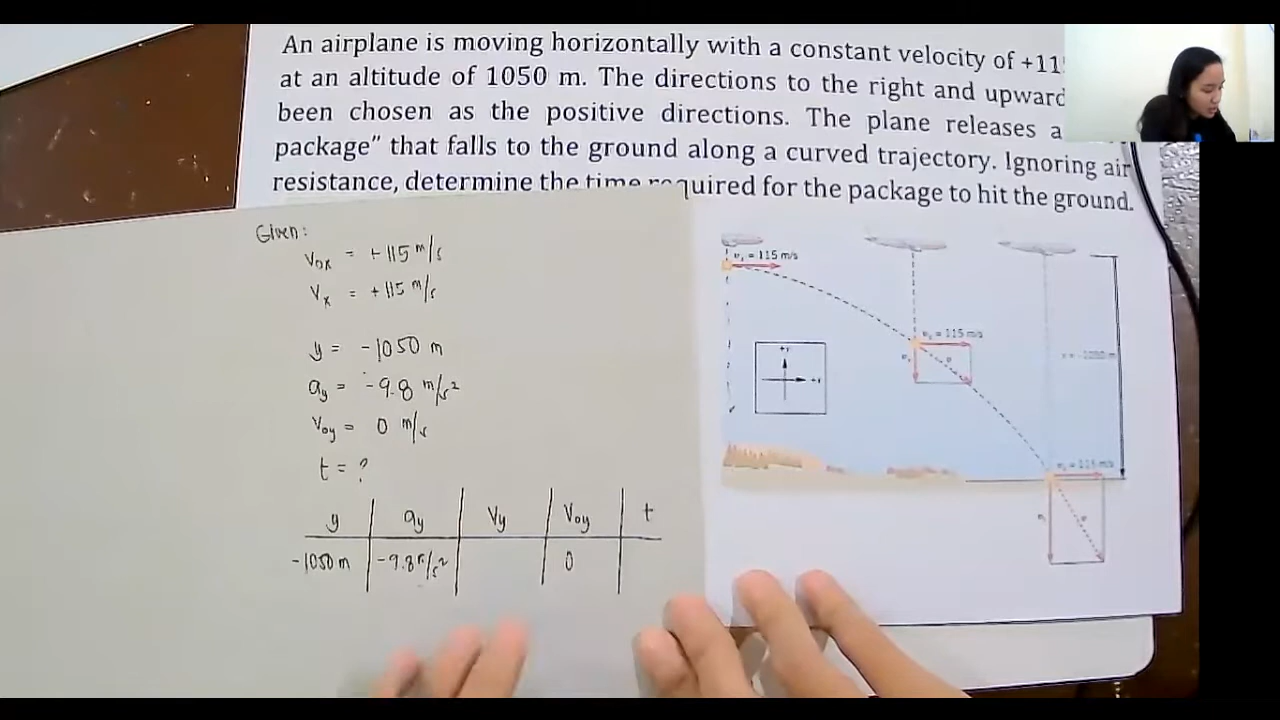 An airplane is moving horizontally with a constant velocity of +11
at an altitude of 1050 m. The directions to the right and upward
been chosen as the positive directions. The plane releases a
package” that falls to the ground along a curved trajectory. Ignoring air
resistance, determine the time required for the package to hit the ground.
Given:
Vox = +115 m/s
Vx = +115 m/s
y = -1050 m
ay = -9.8 m/s²
Voy = 0 m/s
t = ?
y ay Vy Voy t
-1050 m -9.8 m/s² 0
= 115 m/s
= 115 m/s
= 115 m/s
+y